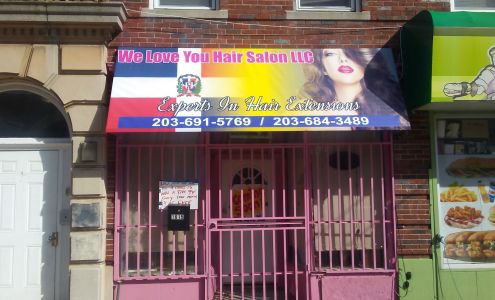 We Love You Hair Salon LLC
Experts In Hair Extensions
203-691-5769 / 203-684-3489